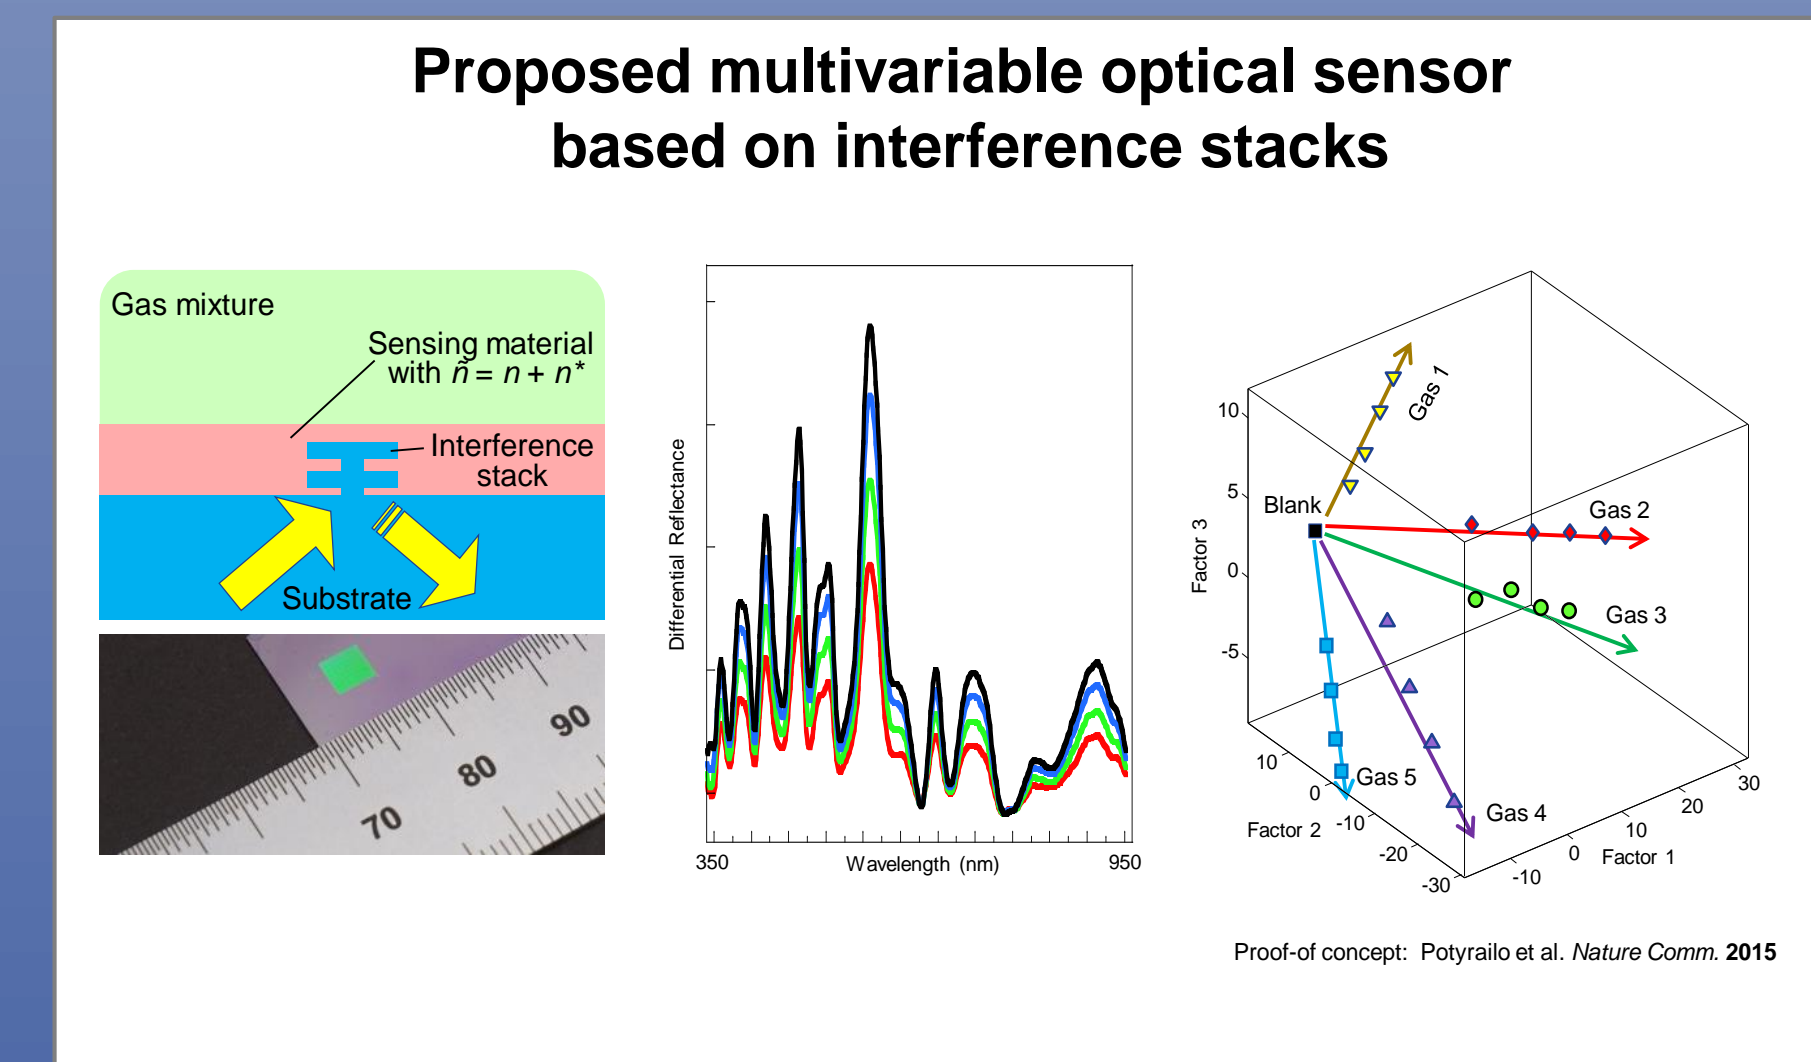 Proposed multivariable optical sensor
based on interference stacks
Gas mixture
Sensing material
with ñ = n + n*
Interference
stack
Substrate
70
80
90
Differential Reflectance
350
Wavelength (nm)
950
Factor 3
10
5
0
-5
Blank
Gas 1
Gas 2
Gas 3
Gas 4
Gas 5
10
0
-10
-20
-30
Factor 2
-10
0
10
20
30
Factor 1
Proof-of concept: Potyrailo et al. Nature Comm. 2015